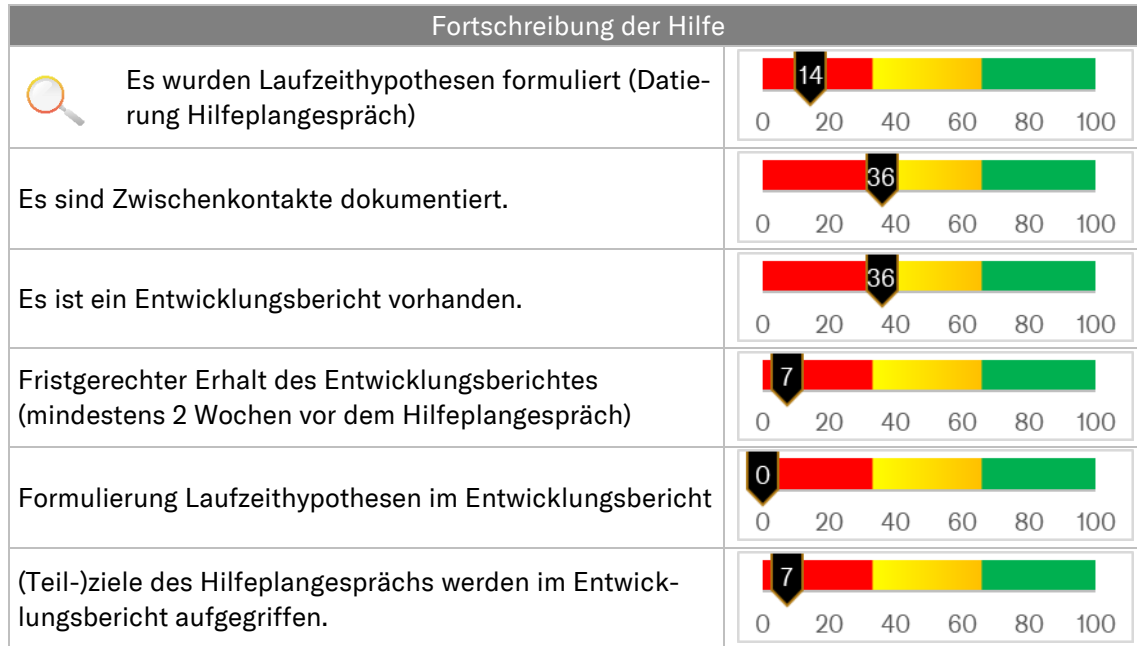 Fortschreibung der Hilfe
Es wurden Laufzeithypothesen formuliert (Datie-
rung Hilfeplangespräch)
14
0 20 40 60 80 100
Es sind Zwischenkontakte dokumentiert.
36
0 20 40 60 80 100
Es ist ein Entwicklungsbericht vorhanden.
36
0 20 40 60 80 100
Fristgerechter Erhalt des Entwicklungsberichtes
(mindestens 2 Wochen vor dem Hilfeplangespräch)
7
0 20 40 60 80 100
Formulierung Laufzeithypothesen im Entwicklungsbericht
0
0 20 40 60 80 100
(Teil-)ziele des Hilfeplangesprächs werden im Entwick-
lungsbericht aufgegriffen.
7
0 20 40 60 80 100